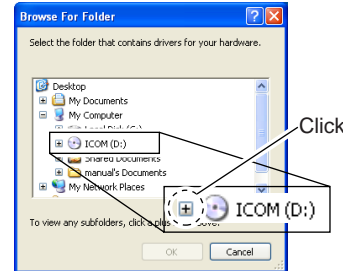 Browse For Folder
Select the folder that contains drivers for your hardware.
Desktop
My Documents
My Computer
ICOM (D:)
Shared Documents
manual's Documents
My Network Places
Click
ICOM (D:)
To view any subfolders, click a plus
OK
Cancel